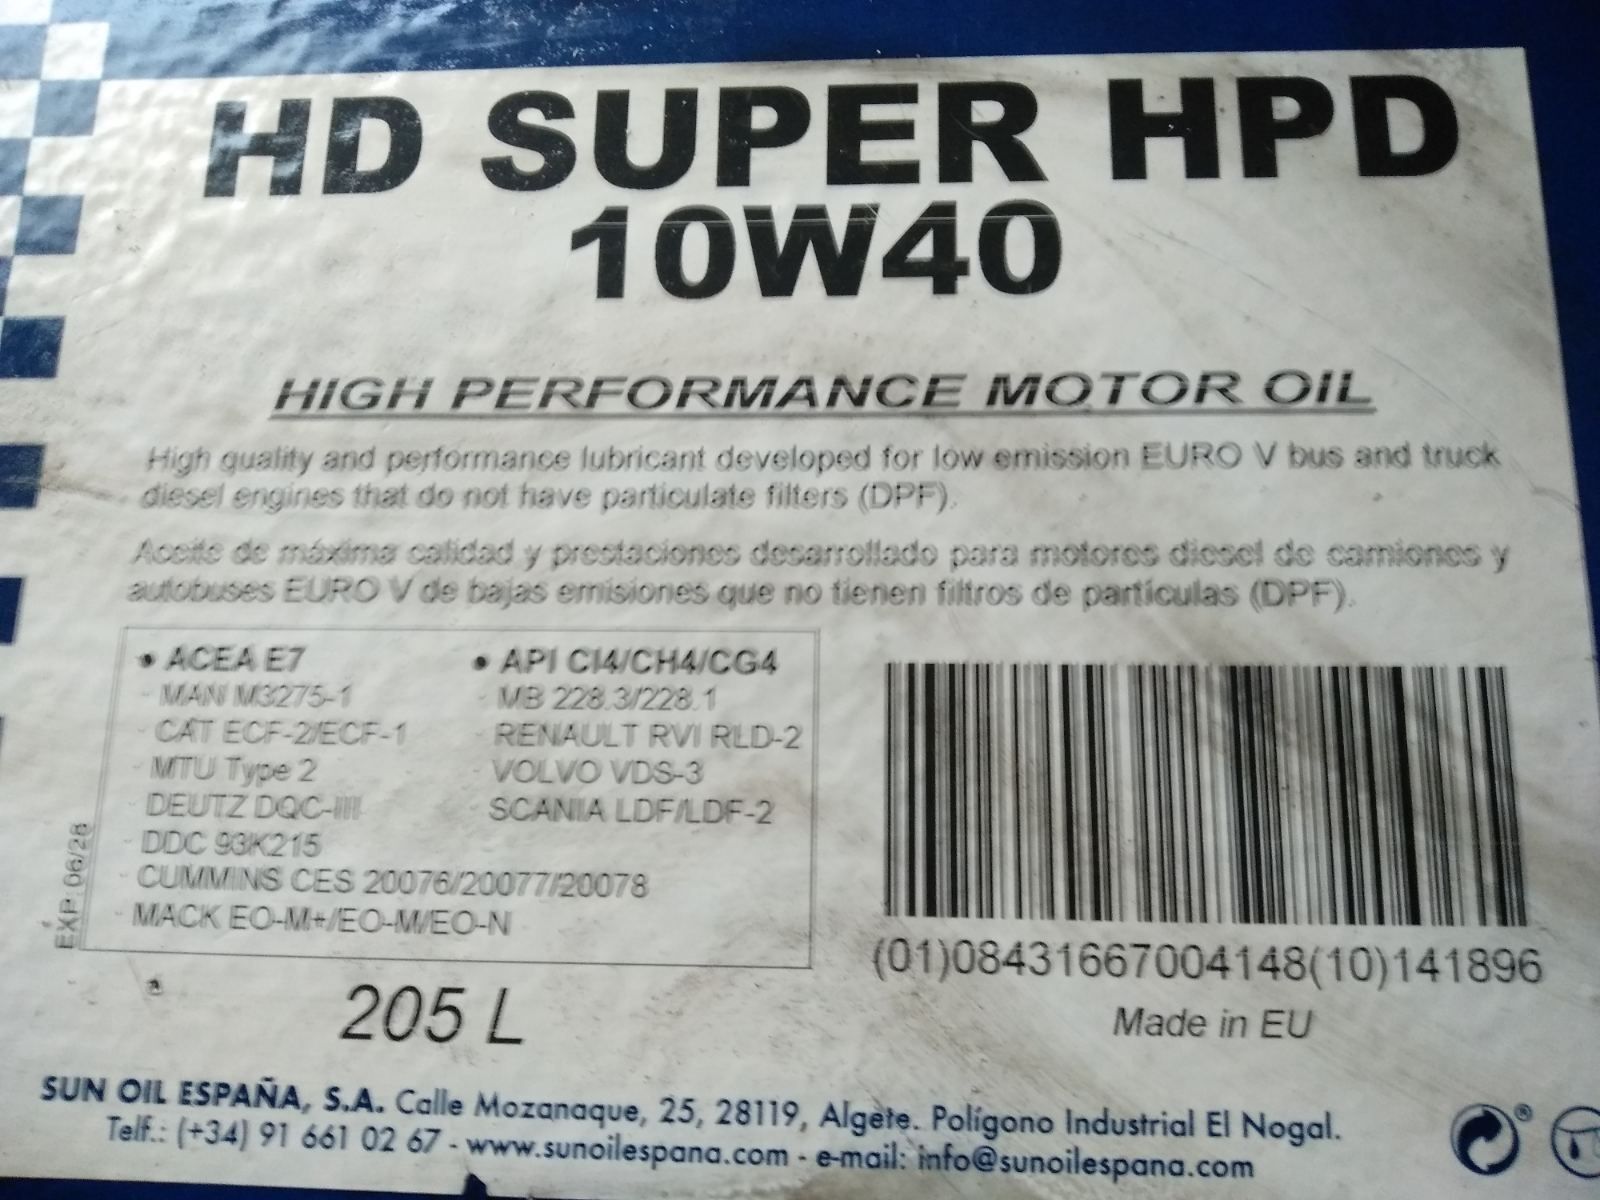 HD SUPER HPD
10W40
HIGH PERFORMANCE MOTOR OIL
High quality and performance lubricant developed for low emission EURO V bus and truck
diesel engines that do not have particulate filters (DPF).
Aceite de máxima calidad y prestaciones desarrollado para motores diesel de camiones y
autobuses EURO V de bajas emisiones que no tienen filtros de partículas (DPF).
• ACEA E7
- MAN M3275-1
- CAT ECF-2/ECF-1
- MTU Type 2
- DEUTZ DQC-III
- DDC 93K215
- CUMMINS CES 20076/20077/20078
- MACK EO-M+/EO-M/EO-N
• API CI4/CH4/CG4
- MB 228.3/228.1
RENAULT RVI RLD-2
VOLVO VDS-3
SCANIA LDF/LDF-2
EXP: 06/28
(01)08431667004148(10)141896
Made in EU
205 L
SUN OIL ESPAÑA, S.A. Calle Mozanaque, 25, 28119, Algete. Polígono Industrial El Nogal.
Telf.: (+34) 91 661 02 67 - www.sunoilespana.com - e-mail: info@sunoilespana.com
®